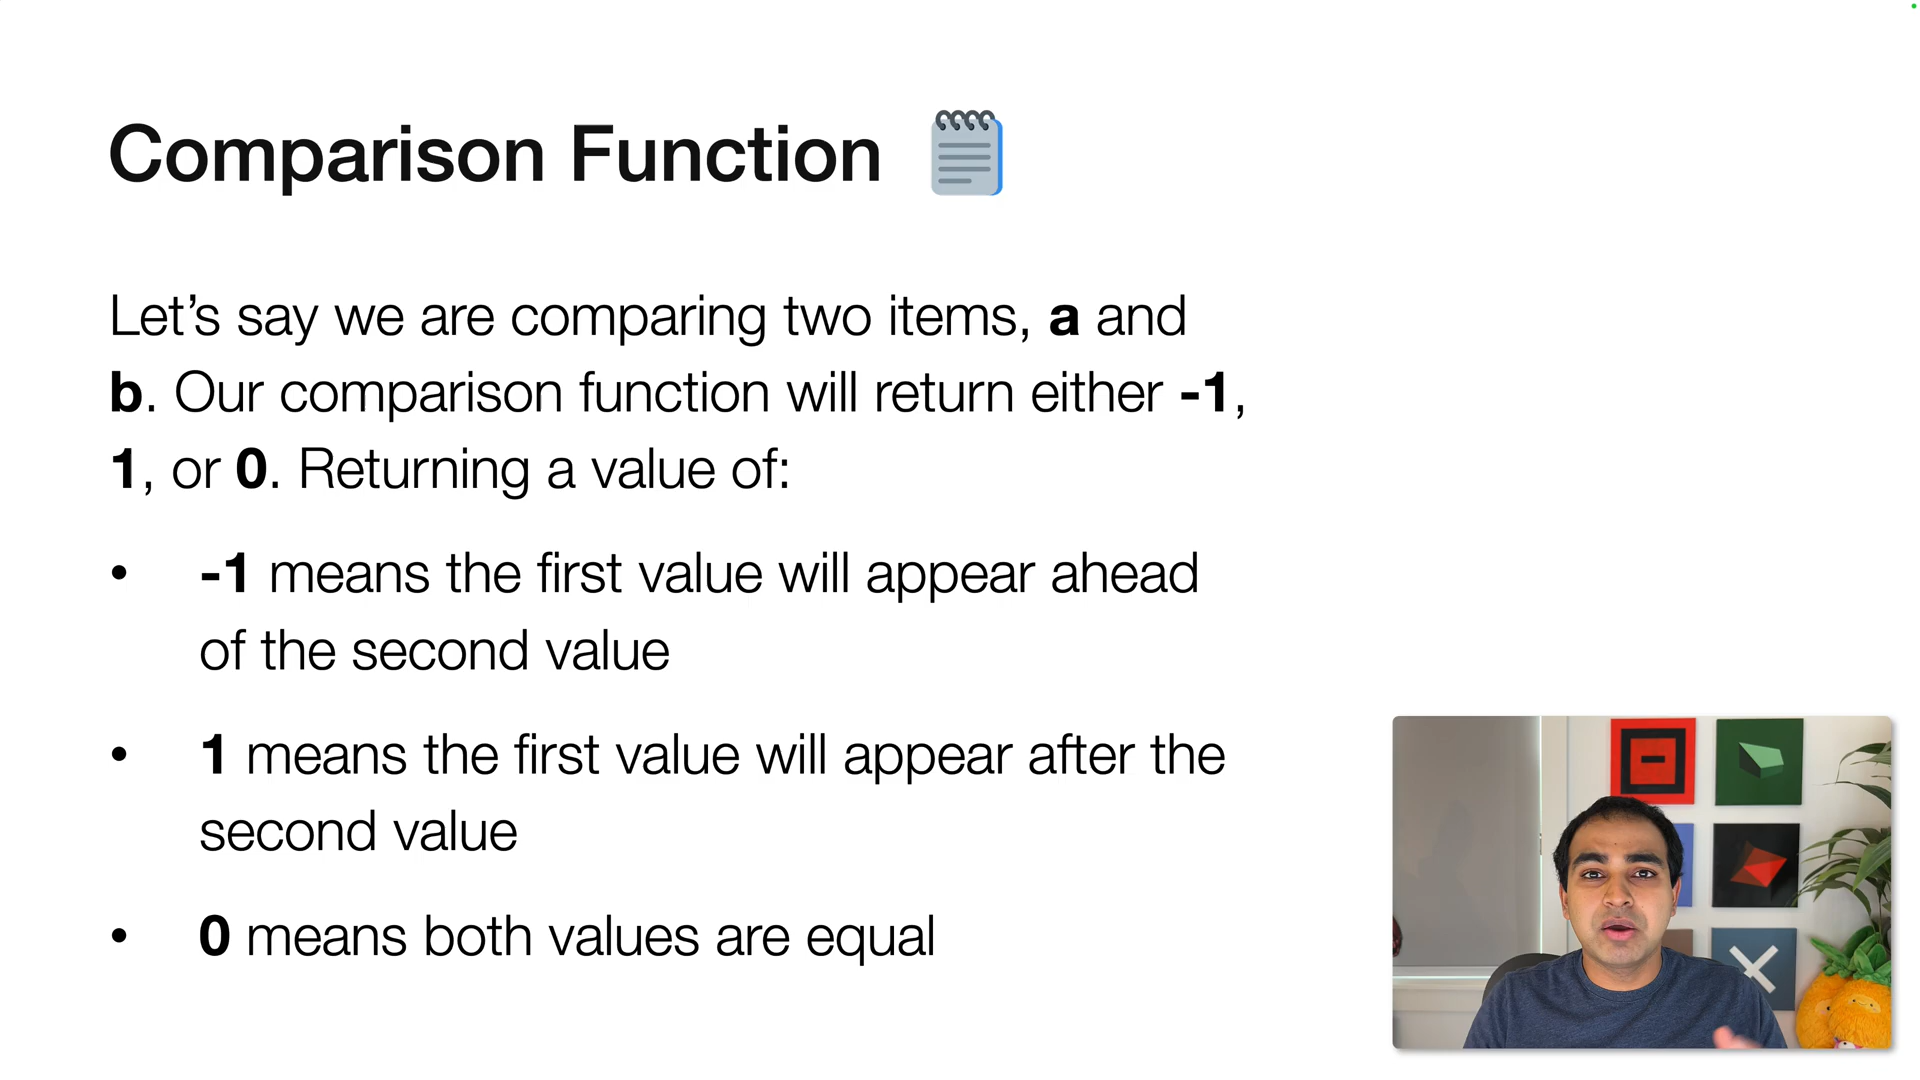 Comparison Function
Let’s say we are comparing two items, a and
b. Our comparison function will return either -1,
1, or 0. Returning a value of:
• -1 means the first value will appear ahead
of the second value
• 1 means the first value will appear after the
second value
• 0 means both values are equal